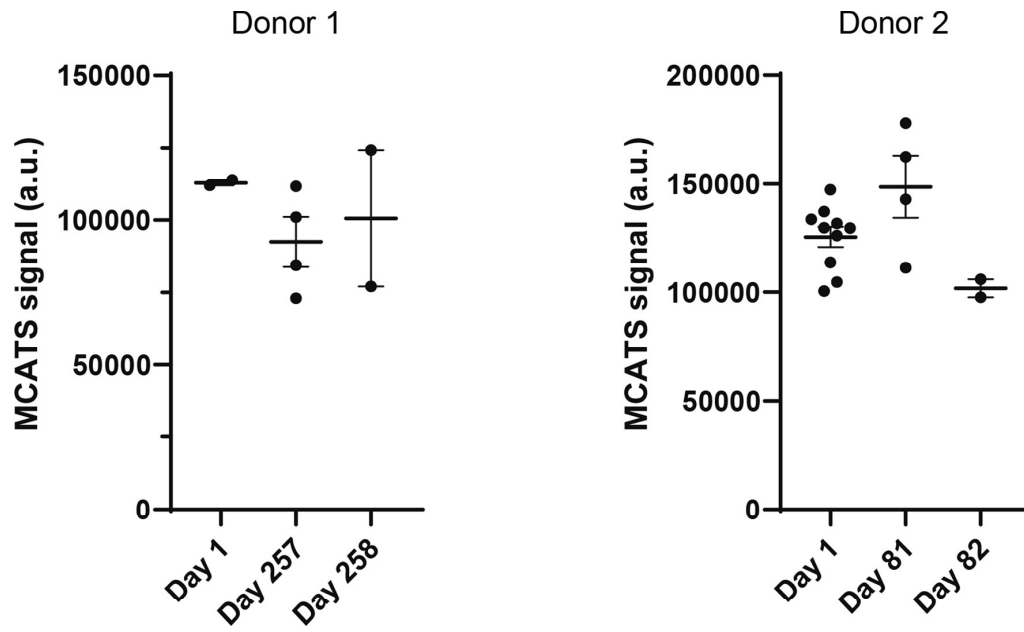 Donor 1
MCATS signal (a.u.)
150000
100000
50000
0
Day 1
Day 257
Day 258
Donor 2
MCATS signal (a.u.)
200000
150000
100000
50000
0
Day 1
Day 81
Day 82